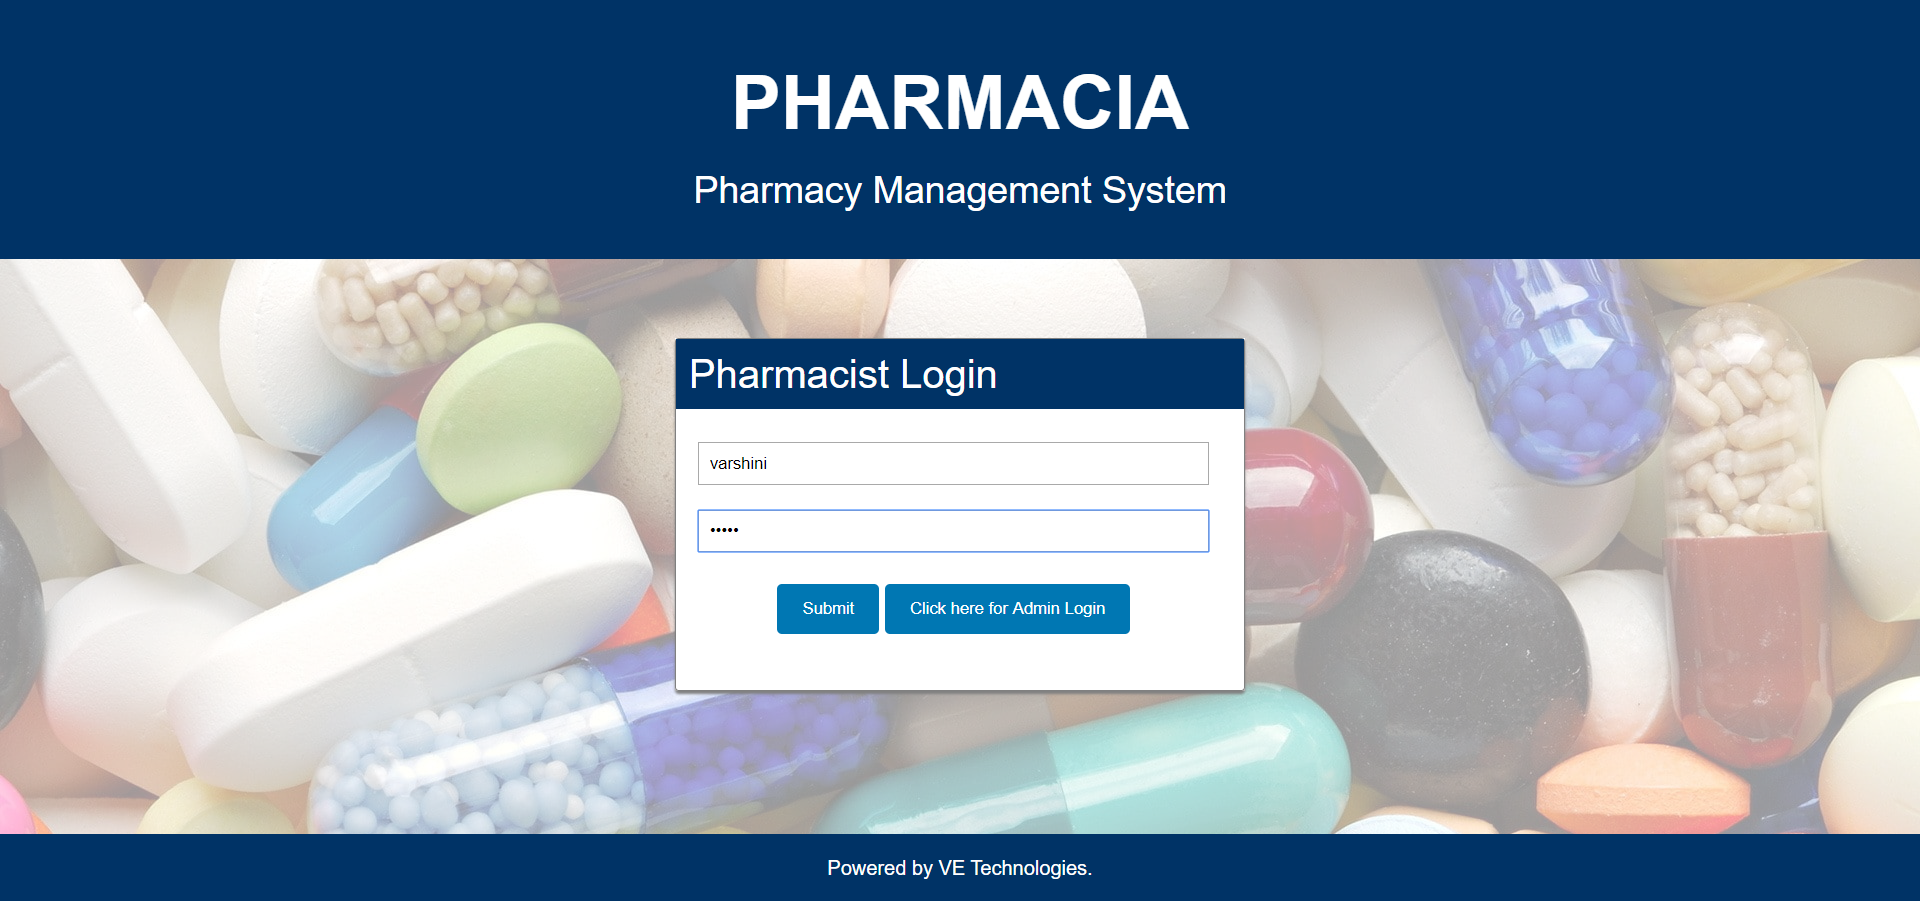 PHARMACIA
Pharmacy Management System
Pharmacist Login
varshini
•••••
Submit
Click here for Admin Login
Powered by VE Technologies.